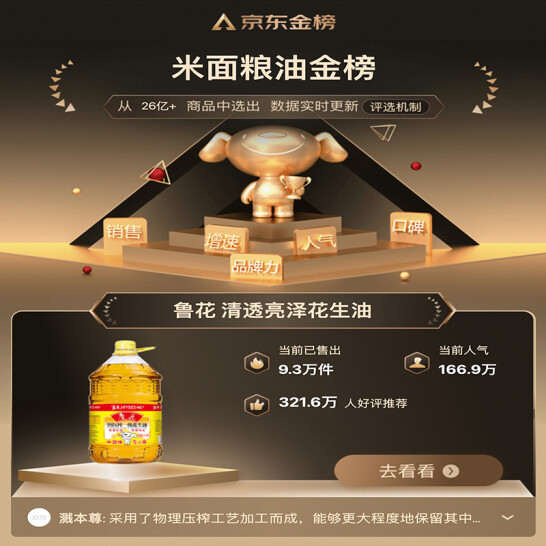 京东金榜
米面粮油金榜
从 26亿+ 商品中选出 数据实时更新 评选机制
销售
增速
人气
口碑
品牌力
鲁花 清透亮泽花生油
当前已售出
9.3万件
当前人气
166.9万
321.6万 人好评推荐
去看看
溅本尊: 采用了物理压榨工艺加工而成，能够更大程度地保留其中...